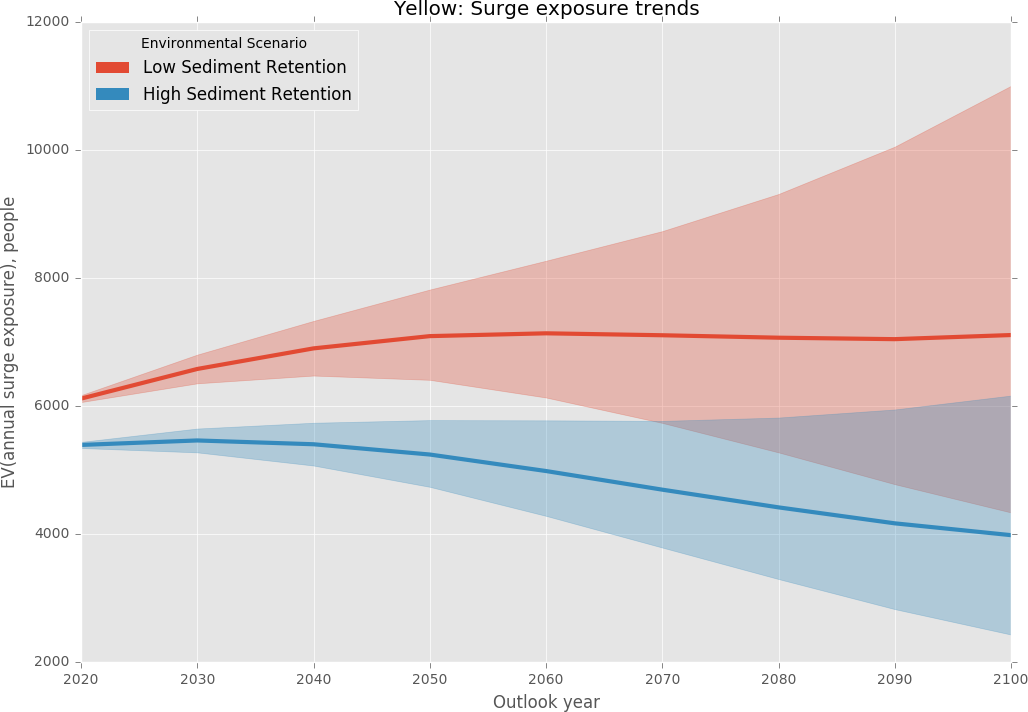 Yellow: Surge exposure trends
12000
10000
8000
6000
4000
2000
EV(annual surge exposure), people
Environmental Scenario
Low Sediment Retention
High Sediment Retention
2020 2030 2040 2050 2060 2070 2080 2090 2100
Outlook year